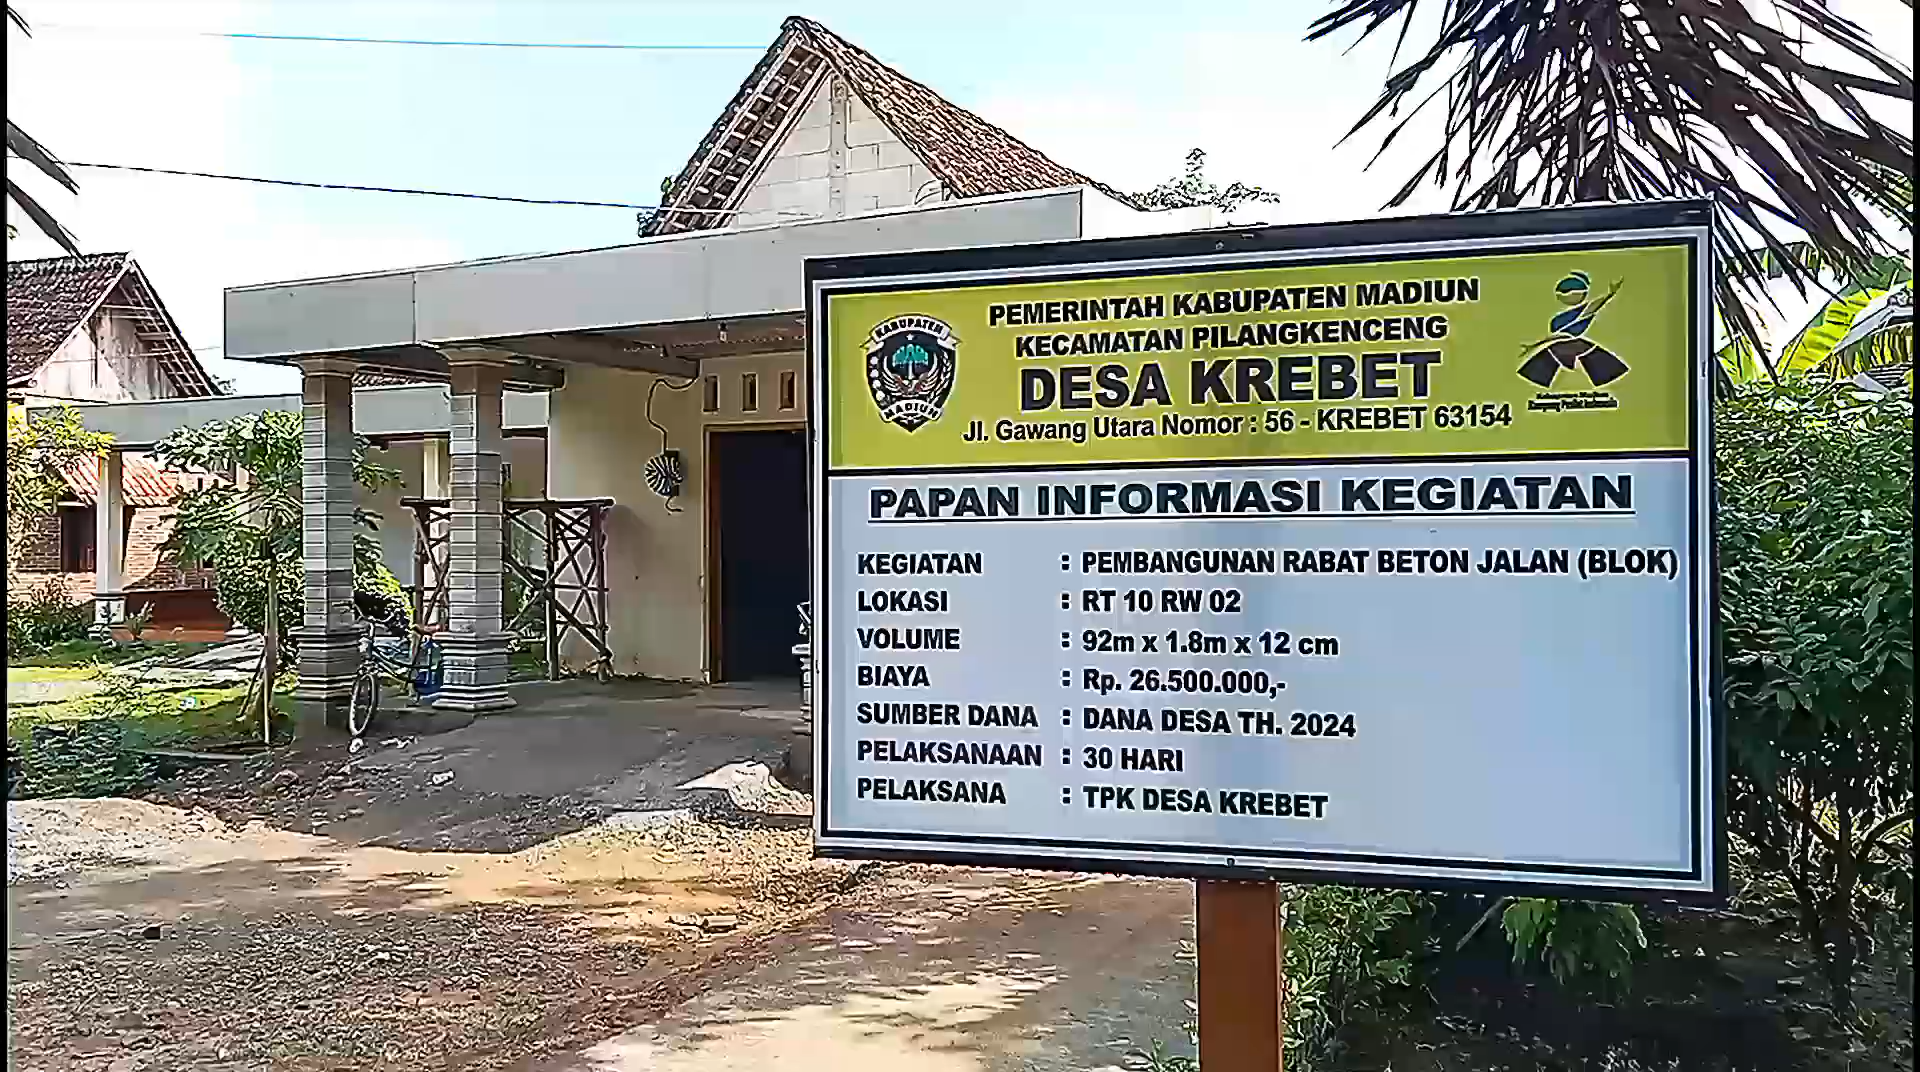 PEMERINTAH KABUPATEN MADIUN
KECAMATAN PILANGKENCENG
DESA KREBET
Jl. Gawang Utara Nomor : 56 - KREBET 63154
KABUPATEN
MADIUN
PAPAN INFORMASI KEGIATAN
KEGIATAN : PEMBANGUNAN RABAT BETON JALAN (BLOK)
LOKASI : RT 10 RW 02
VOLUME : 92m x 1.8m x 12 cm
BIAYA : Rp. 26.500.000,-
SUMBER DANA : DANA DESA TH. 2024
PELAKSANAAN : 30 HARI
PELAKSANA : TPK DESA KREBET